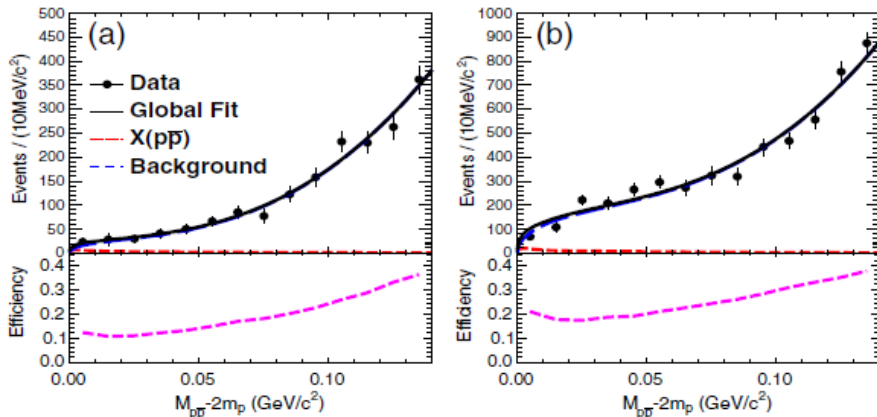 (a)
Events / (10MeV/c²)
500
450
400
350
300
250
200
150
100
50
0
Data
Global Fit
X(pp̅)
Background
Efficiency
0.4
0.3
0.2
0.1
0.0
0.00 0.05 0.10
M_pp̅-2m_p (GeV/c²)
(b)
Events / (10MeV/c²)
1000
900
800
700
600
500
400
300
200
100
0
Efficiency
0.4
0.3
0.2
0.1
0.0
0.00 0.05 0.10
M_pp̅-2m_p (GeV/c²)